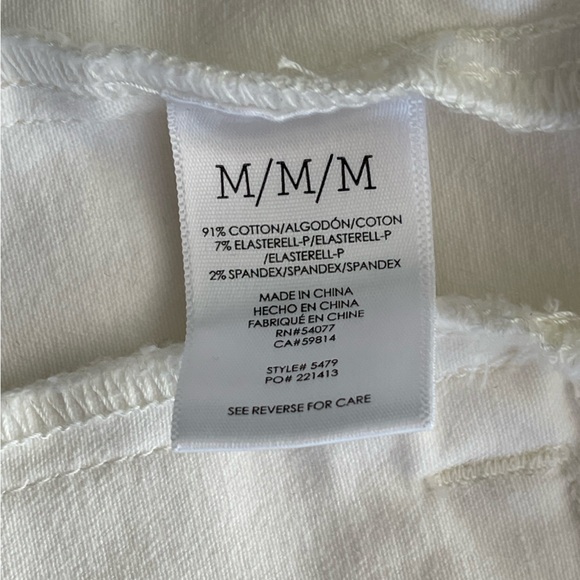 M/M/M
91% COTTON/ALGODÓN/COTON
7% ELASTERELL-P/ELASTERELL-P
/ELASTERELL-P
2% SPANDEX/SPANDEX/SPANDEX
MADE IN CHINA
HECHO EN CHINA
FABRIQUÉ EN CHINE
RN#54077
CA#59814
STYLE# 5479
PO# 221413
SEE REVERSE FOR CARE